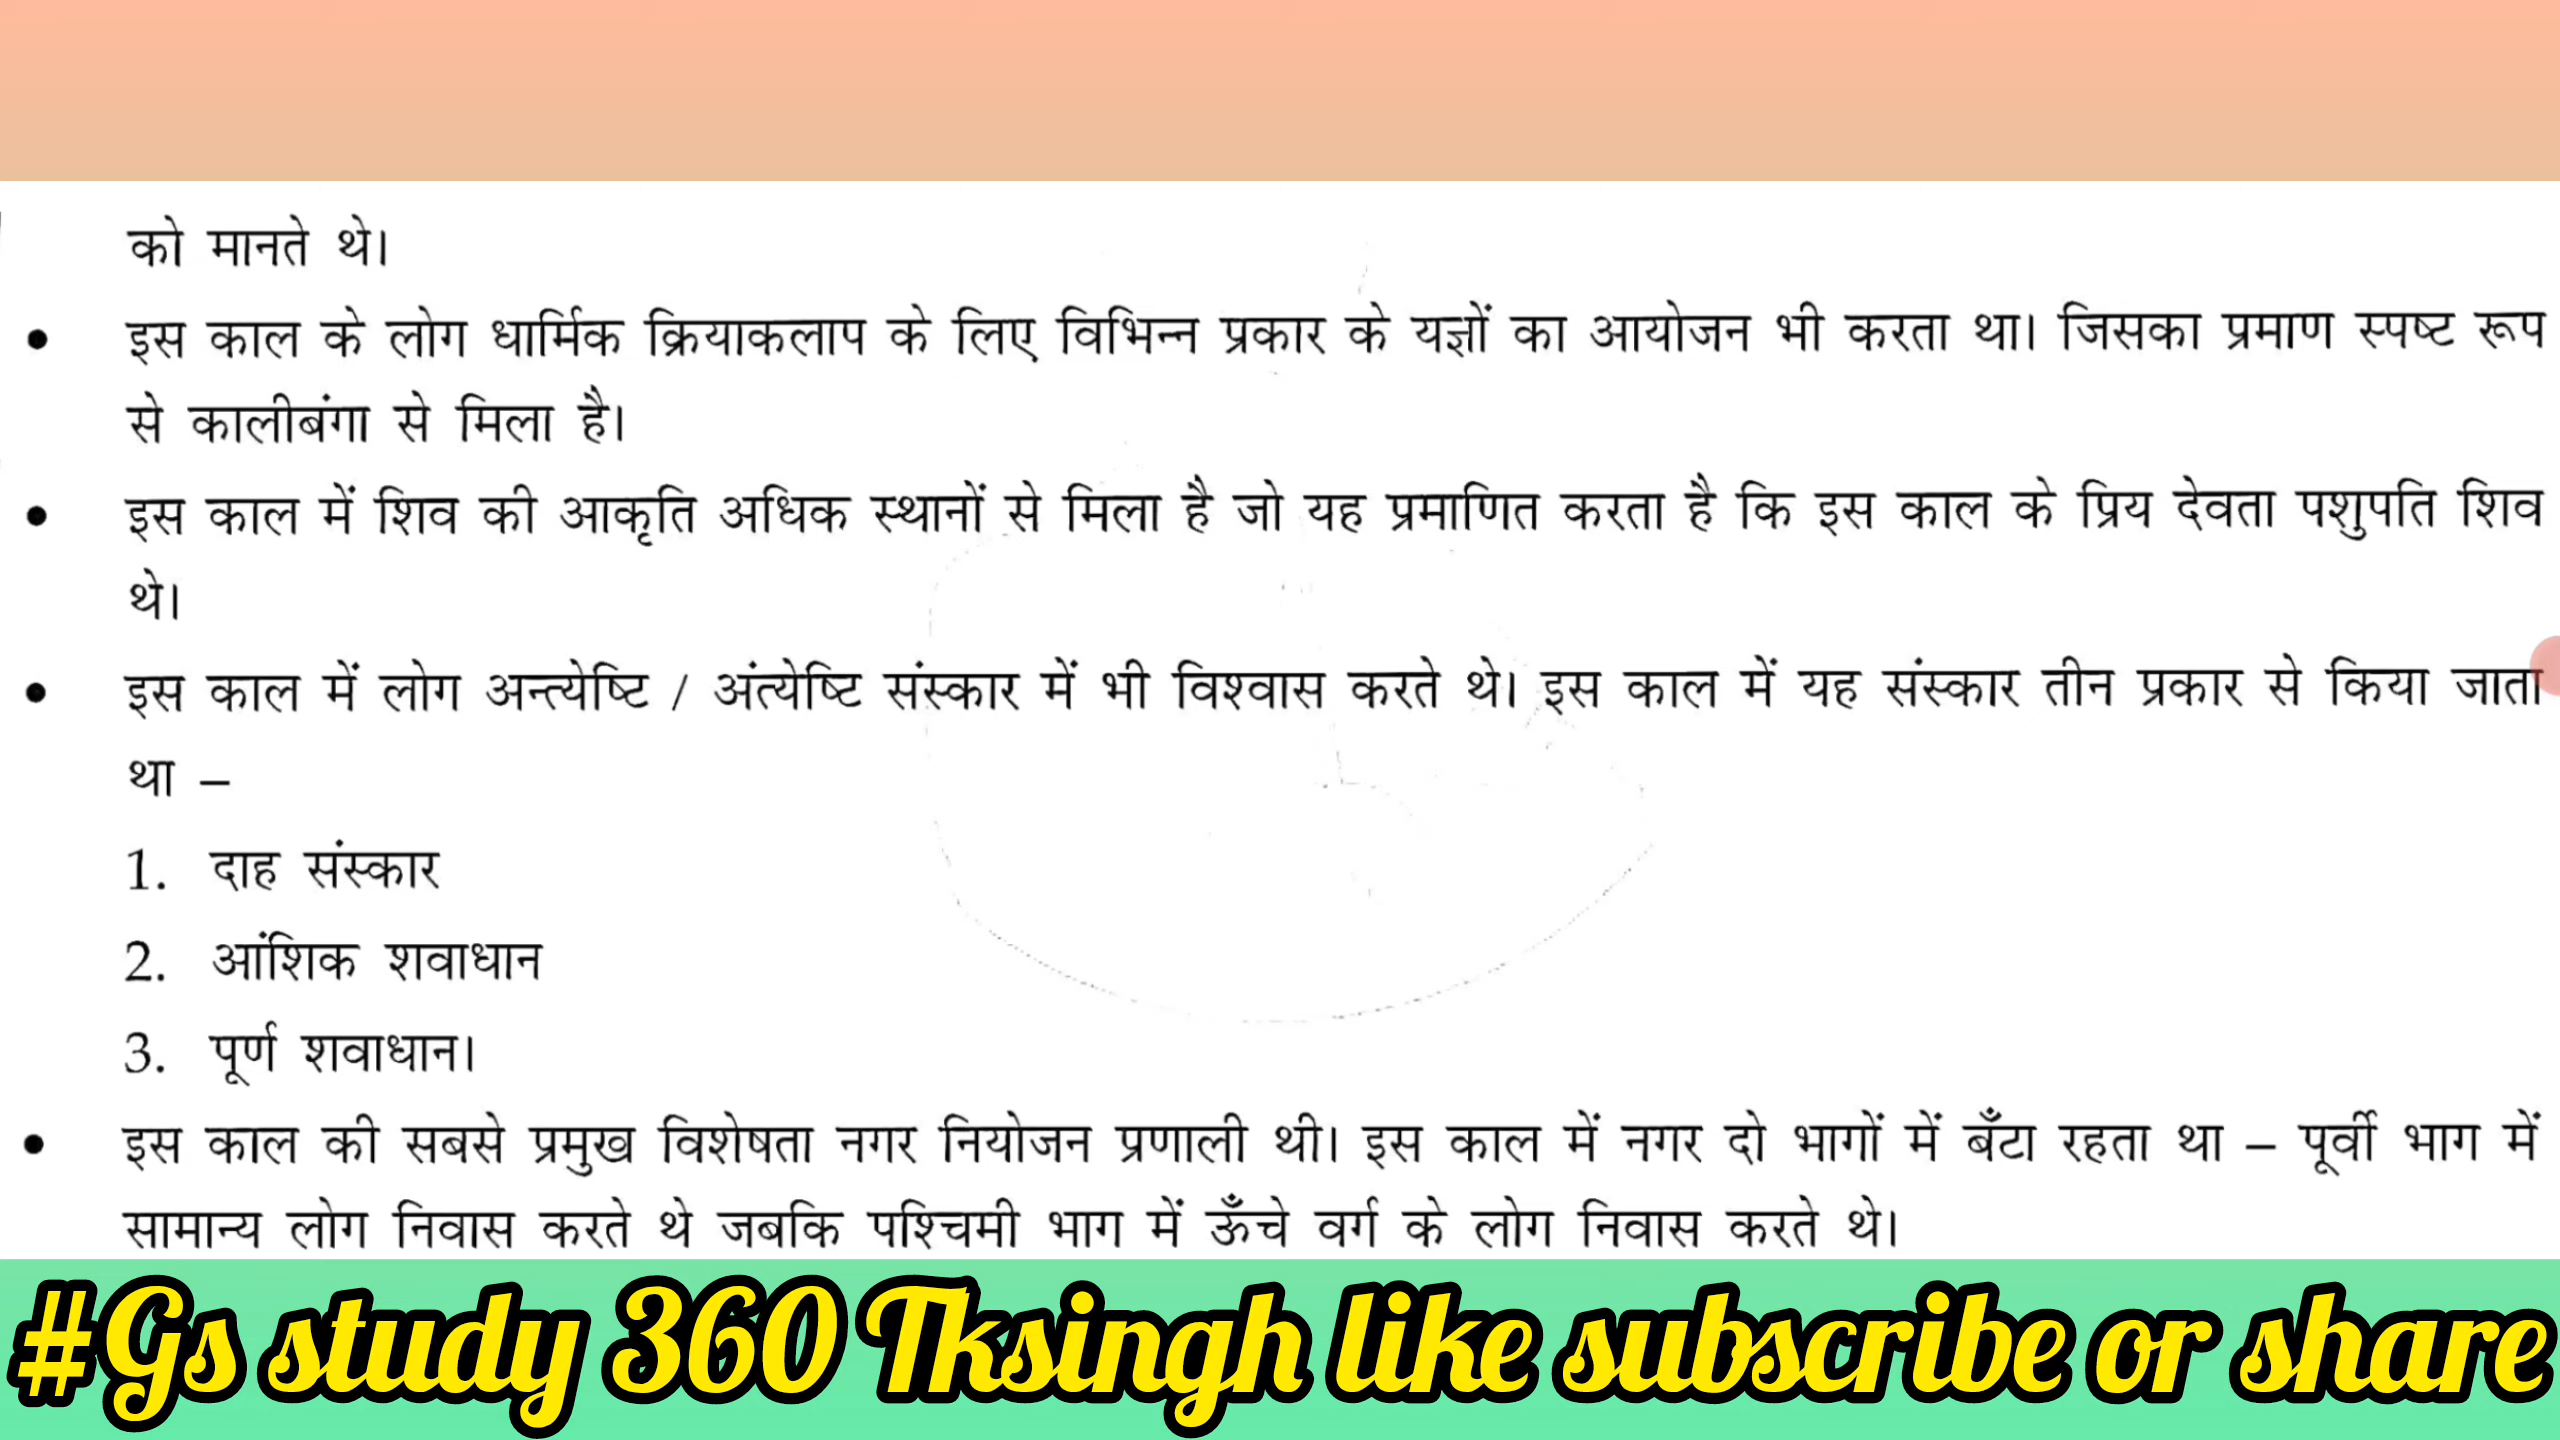 को मानते थे।
• इस काल के लोग धार्मिक क्रियाकलाप के लिए विभिन्न प्रकार के यज्ञों का आयोजन भी करता था। जिसका प्रमाण स्पष्ट रूप
से कालीबंगा से मिला है।
• इस काल में शिव की आकृति अधिक स्थानों से मिला है जो यह प्रमाणित करता है कि इस काल के प्रिय देवता पशुपति शिव
थे।
• इस काल में लोग अन्त्येष्टि / अंत्येष्टि संस्कार में भी विश्वास करते थे। इस काल में यह संस्कार तीन प्रकार से किया जाता
था –
1. दाह संस्कार
2. आंशिक शवाधान
3. पूर्ण शवाधान।
• इस काल की सबसे प्रमुख विशेषता नगर नियोजन प्रणाली थी। इस काल में नगर दो भागों में बँटा रहता था – पूर्वी भाग में
सामान्य लोग निवास करते थे जबकि पश्चिमी भाग में ऊँचे वर्ग के लोग निवास करते थे।
#Gs study 360 Tksingh like subscribe or share